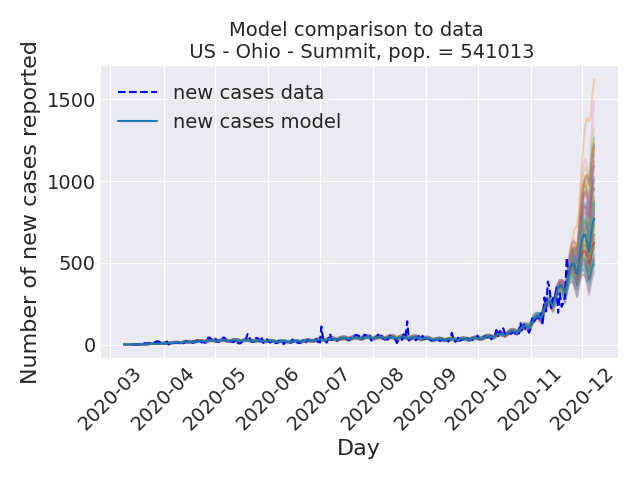 Model comparison to data
US - Ohio - Summit, pop. = 541013
new cases data
new cases model
Number of new cases reported
1500
1000
500
0
2020-03
2020-04
2020-05
2020-06
2020-07
2020-08
2020-09
2020-10
2020-11
2020-12
Day